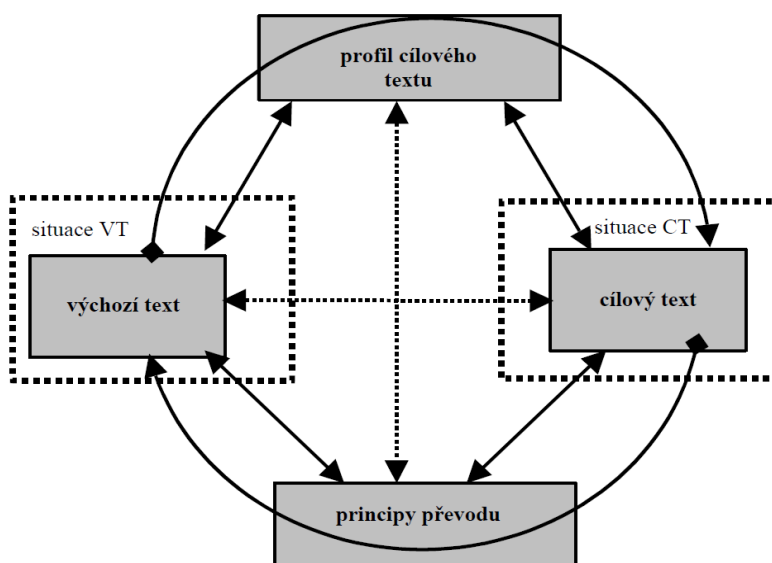 profil cílového
textu
situace VT
situace CT
výchozí text
cílový text
principy převodu